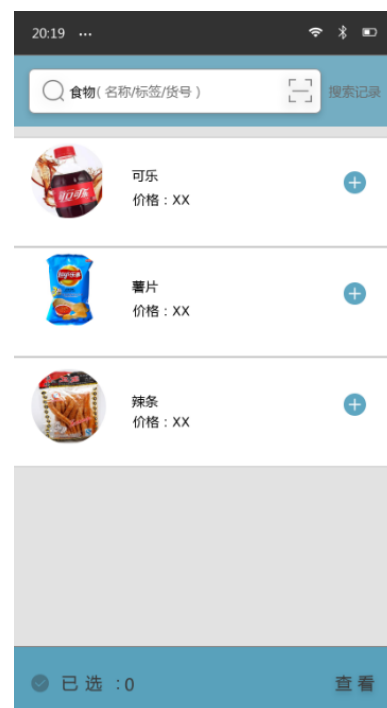 20:19 ...
食物( 名称/标签/货号 )
搜索记录
可乐
价格：XX
薯片
价格：XX
辣条
价格：XX
已选 :0
查看